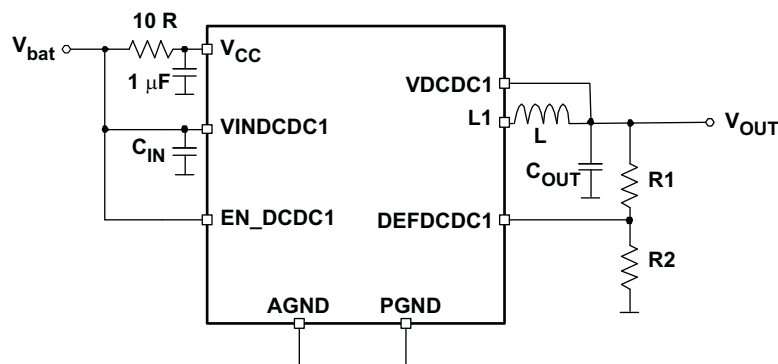 10 R
V_bat
V_CC
1 μF
VDCDC1
L1
L
V_OUT
VINDCDC1
C_IN
C_OUT
R1
EN_DCDC1
DEFDCDC1
R2
AGND
PGND